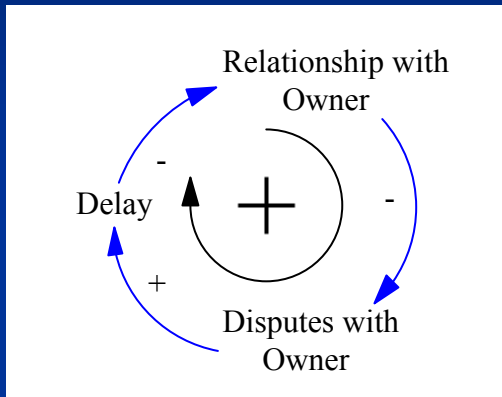 Relationship with
Owner
-
-
Delay
+
+
Disputes with
Owner